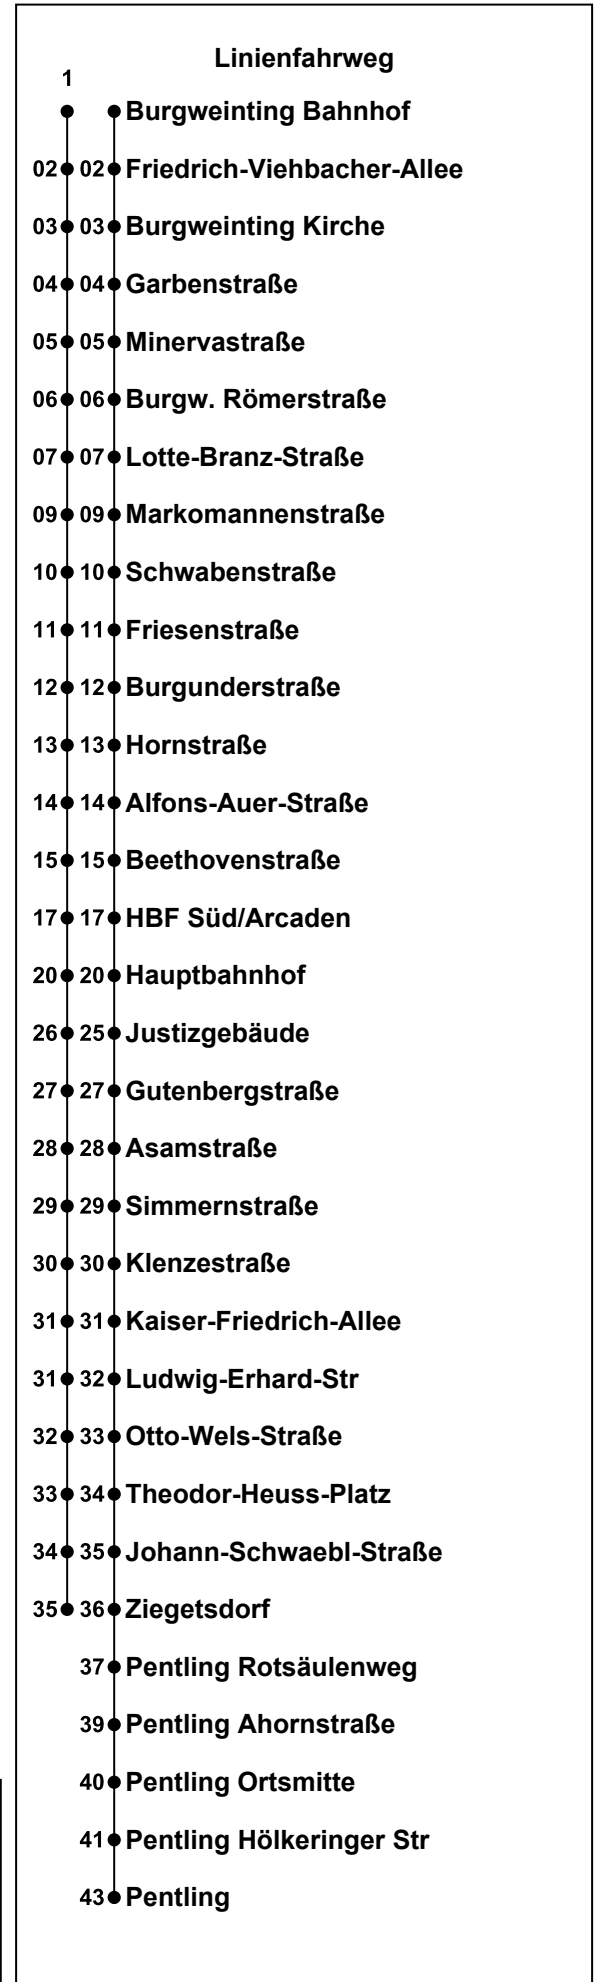 Linienfahrweg
1
Burgweinting Bahnhof
02 02 Friedrich-Viehbacher-Allee
03 03 Burgweinting Kirche
04 04 Garbenstraße
05 05 Minervastraße
06 06 Burgw. Römerstraße
07 07 Lotte-Branz-Straße
09 09 Markomannenstraße
10 10 Schwabenstraße
11 11 Friesenstraße
12 12 Burgunderstraße
13 13 Hornstraße
14 14 Alfons-Auer-Straße
15 15 Beethovenstraße
17 17 HBF Süd/Arcaden
20 20 Hauptbahnhof
26 25 Justizgebäude
27 27 Gutenbergstraße
28 28 Asamstraße
29 29 Simmernstraße
30 30 Klenzestraße
31 31 Kaiser-Friedrich-Allee
31 32 Ludwig-Erhard-Str
32 33 Otto-Wels-Straße
33 34 Theodor-Heuss-Platz
34 35 Johann-Schwaebl-Straße
35 36 Ziegetsdorf
37 Pentling Rotsäulenweg
39 Pentling Ahornstraße
40 Pentling Ortsmitte
41 Pentling Hölkeringer Str
43 Pentling